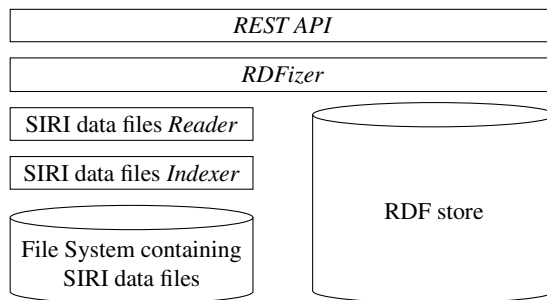 REST API
RDFizer
SIRI data files Reader
SIRI data files Indexer
File System containing
SIRI data files
RDF store